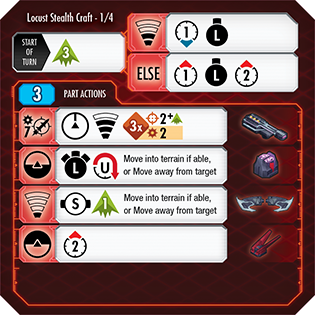 Locust Stealth Craft - 1/4
START OF TURN
3
1 L
ELSE
1 L 2
3 PART ACTIONS
3x 2+
2
L U Move into terrain if able,
or Move away from target
S 1 Move into terrain if able,
or Move away from target
2